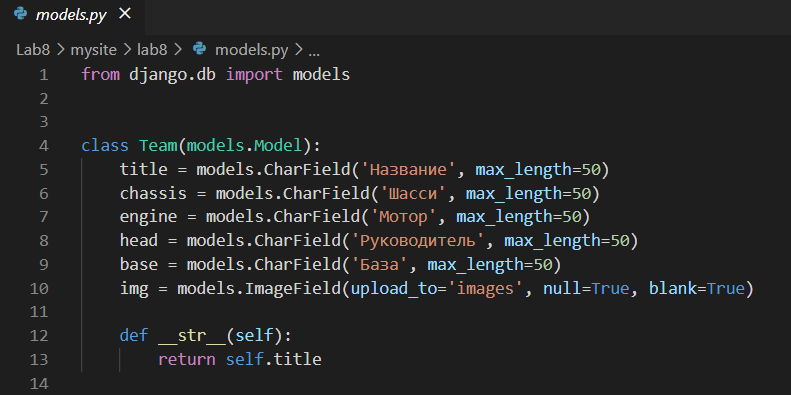 models.py ×
Lab8 > mysite > lab8 > models.py > ...
1 from django.db import models
2
3
4 class Team(models.Model):
5     title = models.CharField('Название', max_length=50)
6     chassis = models.CharField('Шасси', max_length=50)
7     engine = models.CharField('Мотор', max_length=50)
8     head = models.CharField('Руководитель', max_length=50)
9     base = models.CharField('База', max_length=50)
10     img = models.ImageField(upload_to='images', null=True, blank=True)
11
12     def __str__(self):
13         return self.title
14